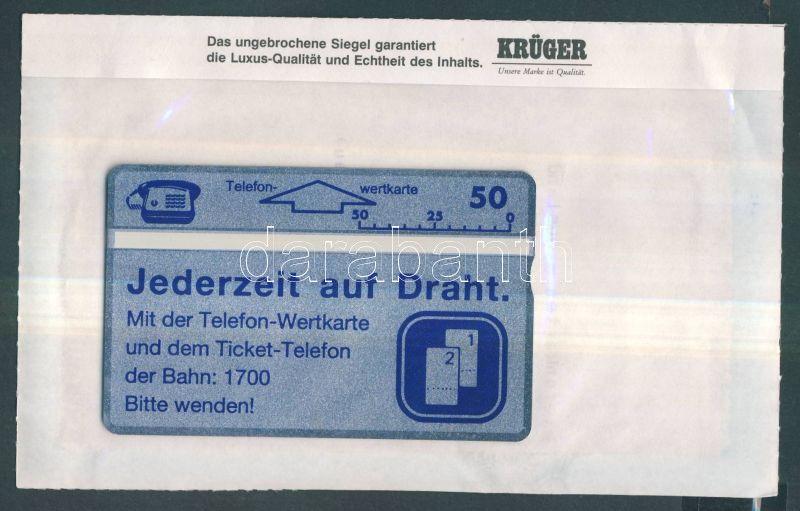 Das ungebrochene Siegel garantiert
die Luxus-Qualität und Echtheit des Inhalts.
KRÜGER
Unsere Marke ist Qualität.
Telefon- wertkarte 50
50 25 0
darabanth
Jederzeit auf Draht.
Mit der Telefon-Wertkarte
und dem Ticket-Telefon
der Bahn: 1700
Bitte wenden!
1
2